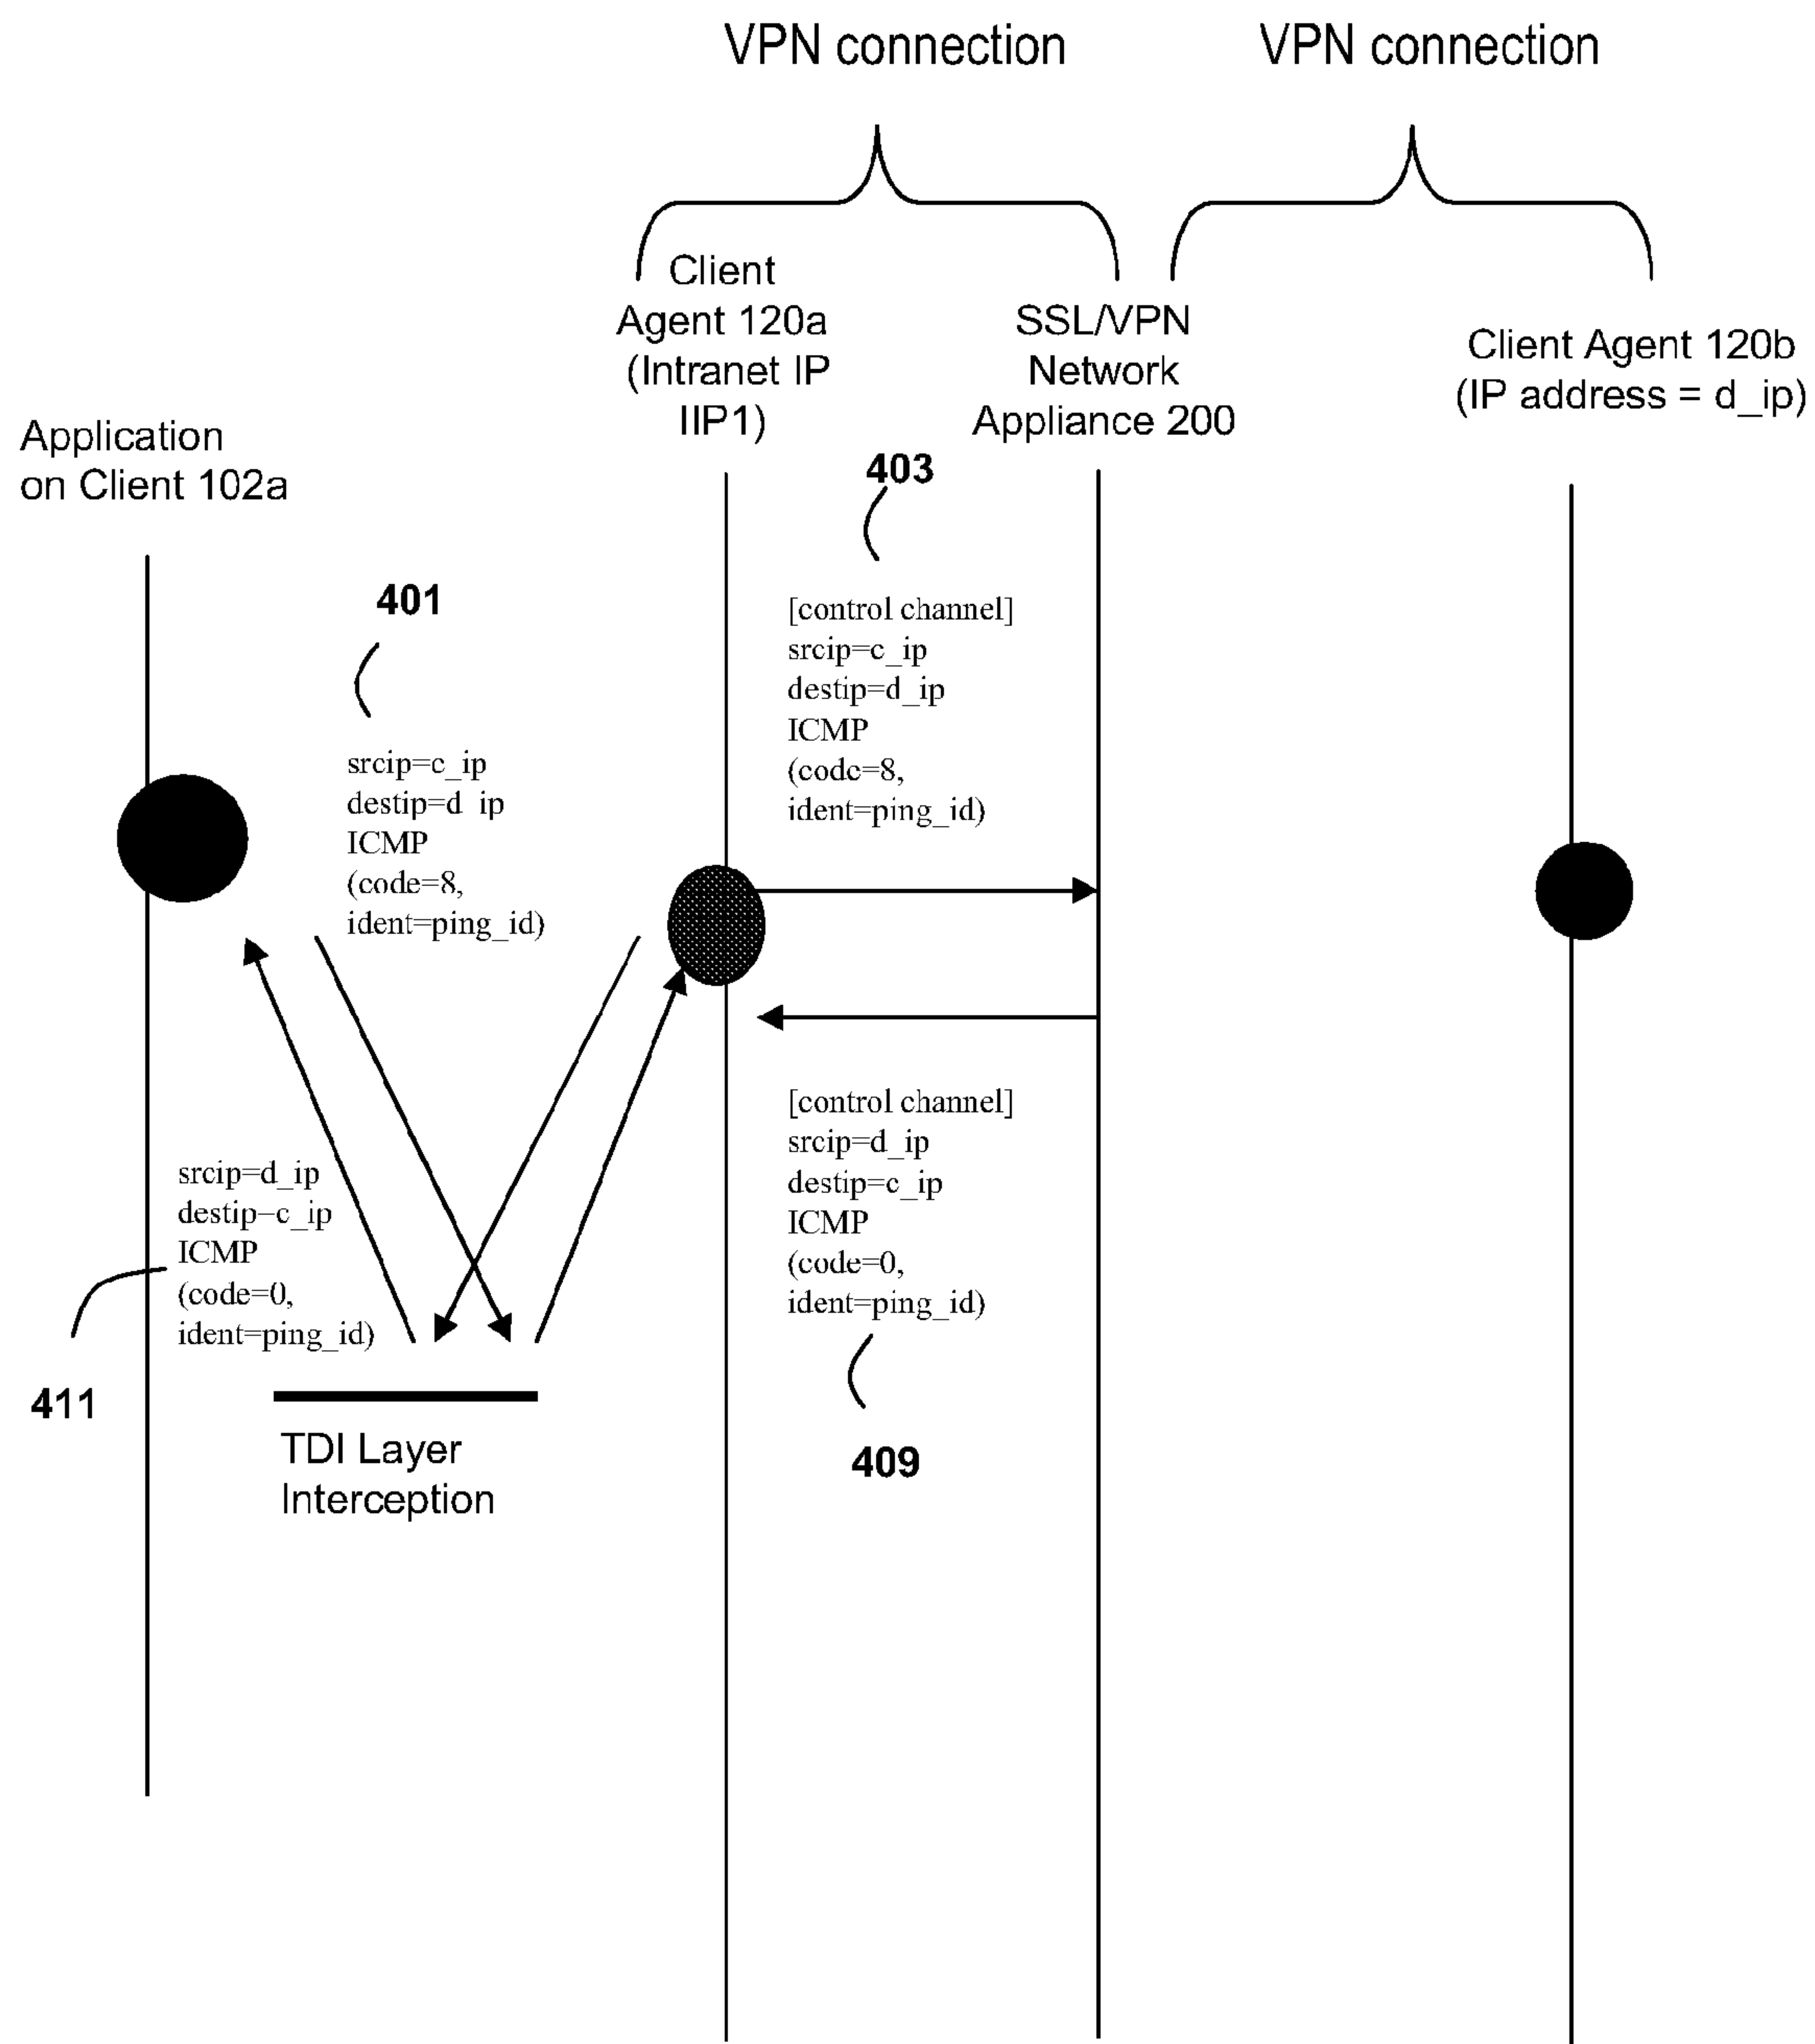 VPN connection
VPN connection
Client
Agent 120a
(Intranet IP
IIP1)
SSL/VPN
Network
Appliance 200
Client Agent 120b
(IP address = d_ip)
Application
on Client 102a
403
401
[control channel]
srcip=c_ip
destip=d_ip
ICMP
(code=8,
ident=ping_id)
srcip=c_ip
destip=d_ip
ICMP
(code=8,
ident=ping_id)
[control channel]
srcip=d_ip
destip=c_ip
ICMP
(code=0,
ident=ping_id)
srcip=d_ip
destip=c_ip
ICMP
(code=0,
ident=ping_id)
411
409
TDI Layer
Interception